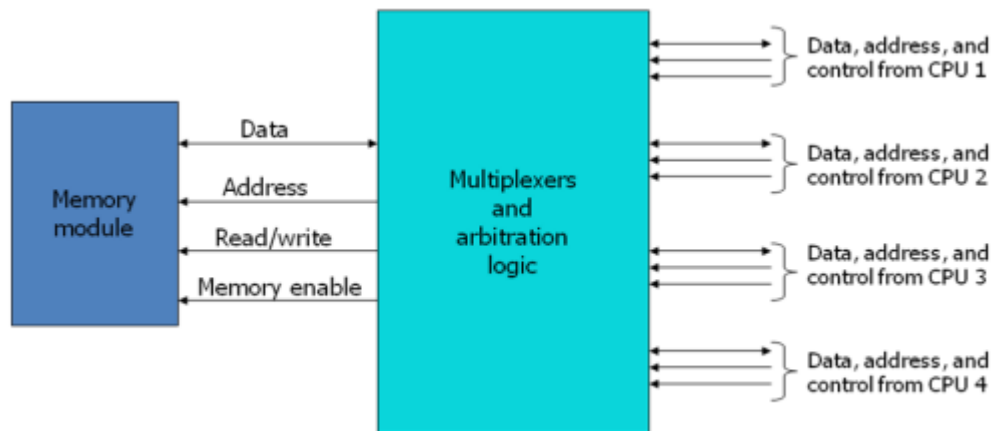 Memory
module
Data
Address
Read/write
Memory enable
Multiplexers
and
arbitration
logic
Data, address, and
control from CPU 1
Data, address, and
control from CPU 2
Data, address, and
control from CPU 3
Data, address, and
control from CPU 4